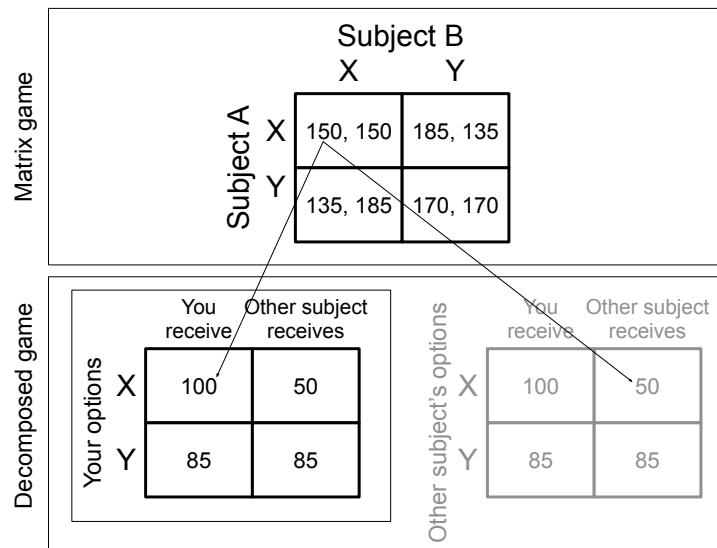 Matrix game
Subject B
X Y
Subject A
X 150, 150 185, 135
Y 135, 185 170, 170
Decomposed game
You receive Other subject receives
Your options
X 100 50
Y 85 85
You receive Other subject receives
Other subject's options
X 100 50
Y 85 85